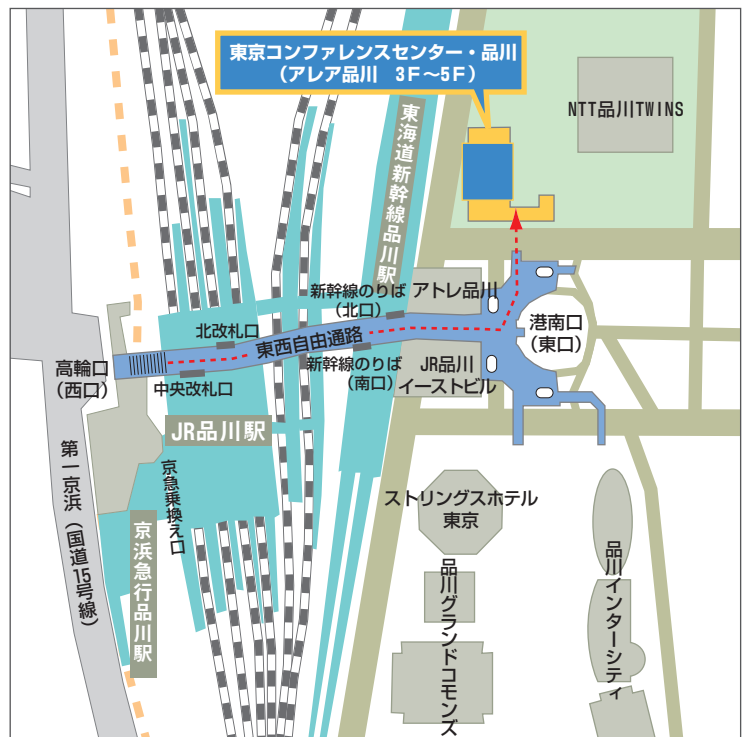 東京コンファレンスセンター・品川
(アレア品川 3F~5F)
NTT品川TWINS
東海道新幹線品川駅
新幹線のりば
(北口)
アトレ品川
港南口
(東口)
北改札口
東西自由通路
高輪口
(西口)
中央改札口
新幹線のりば
(南口)
JR品川
イーストビル
JR品川駅
第一京浜(国道15号線)
京急乗換え口
京浜急行品川駅
ストリングスホテル
東京
品川グランドコモンズ
品川インターシティ